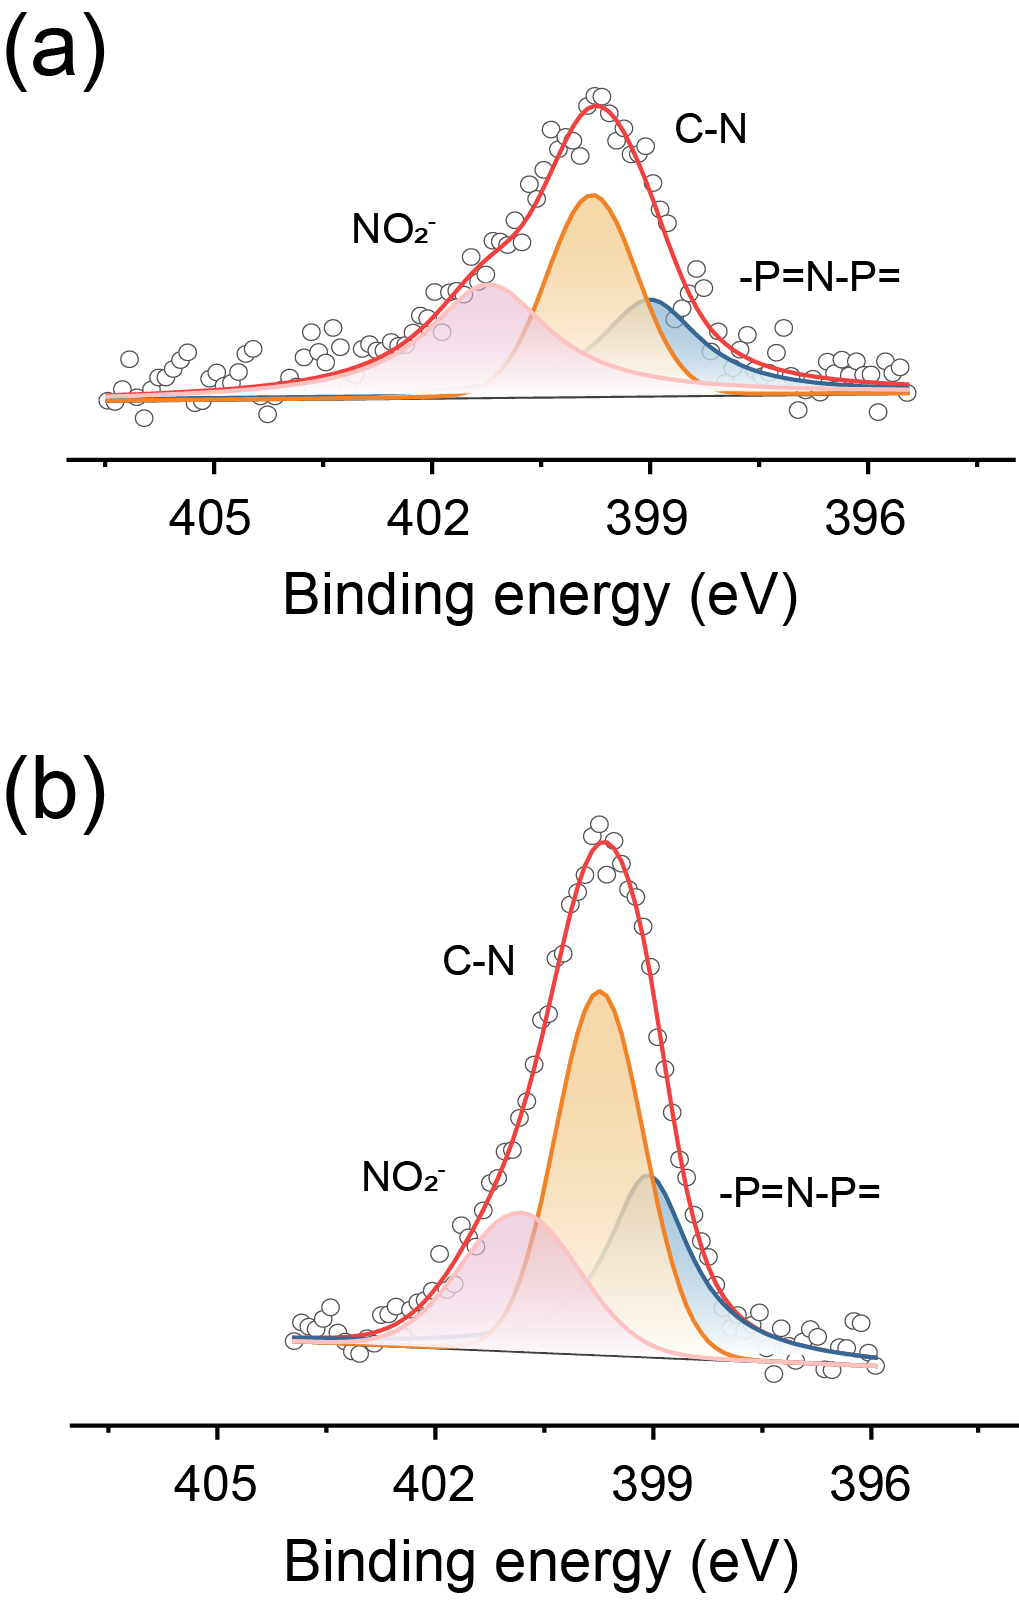 (a)
C-N
NO₂⁻
-P=N-P=
405 402 399 396
Binding energy (eV)
(b)
C-N
NO₂⁻
-P=N-P=
405 402 399 396
Binding energy (eV)